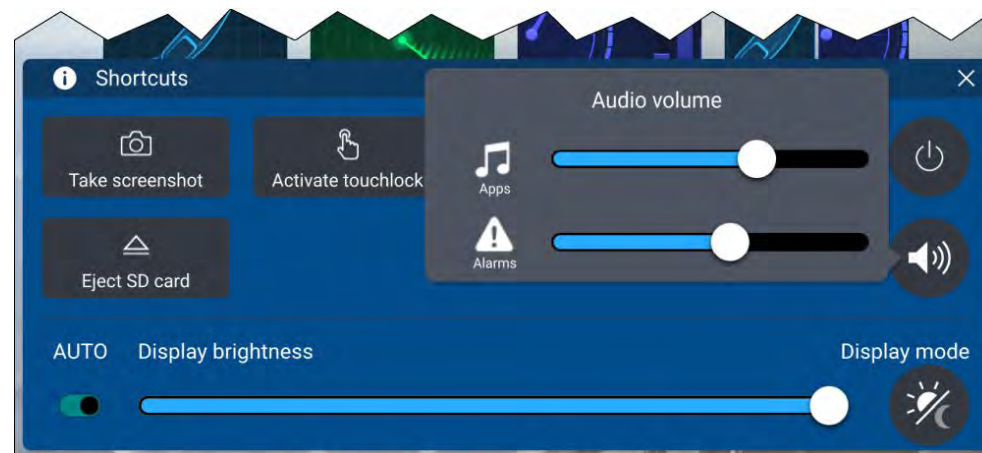 Shortcuts
Audio volume
Take screenshot
Activate touchlock
Apps
Eject SD card
Alarms
AUTO
Display brightness
Display mode